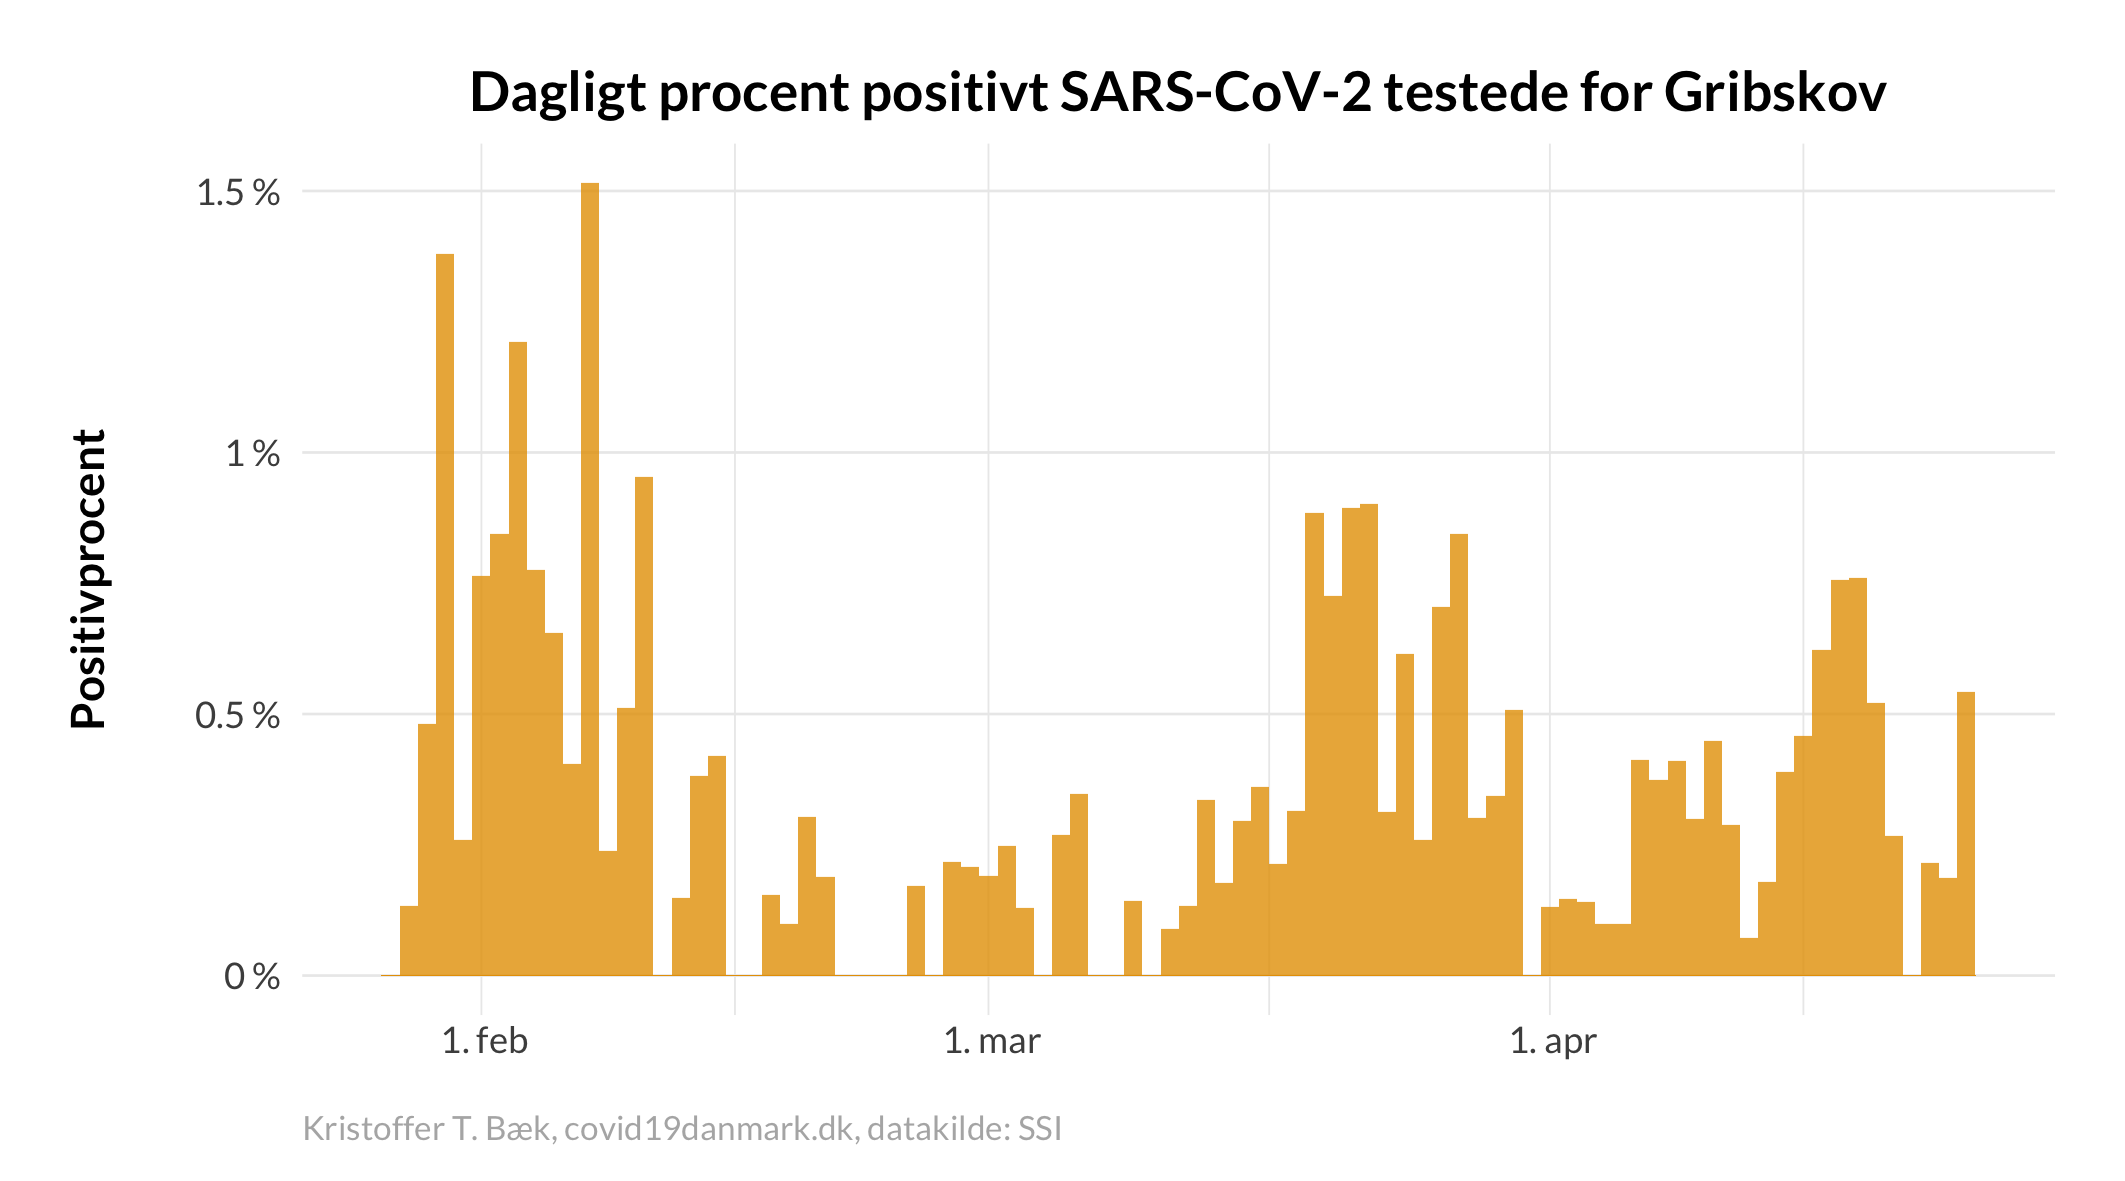 Dagligt procent positivt SARS-CoV-2 testede for Gribskov
Positivprocent
1.5 %
1 %
0.5 %
0 %
1. feb
1. mar
1. apr
Kristoffer T. Bæk, covid19danmark.dk, datakilde: SSI